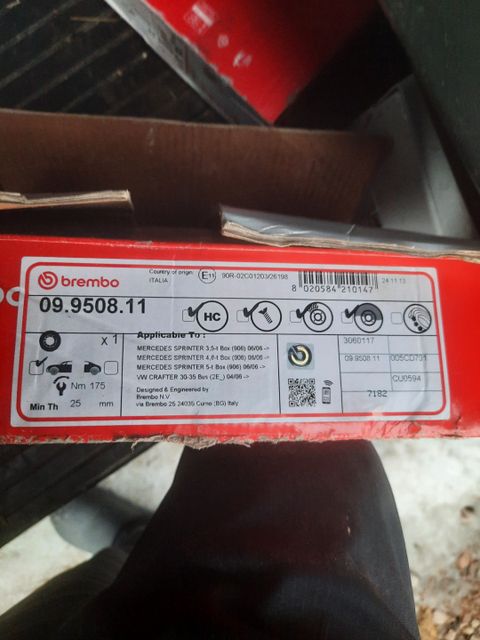 brembo
Country of origin:
ITALIA
E11
90R-02C01203/26198
8 020584 210147
24 11 13
09.9508.11
HC
x 1
Nm 175
Min Th 25 mm
Applicable To :
MERCEDES SPRINTER 3,5-t Box (906) 06/06 ->
MERCEDES SPRINTER 4,6-t Box (906) 06/06 ->
MERCEDES SPRINTER 5-t Box (906) 06/06 ->
VW CRAFTER 30-35 Bus (2E_) 04/06 ->
Designed & Engineered by
Brembo N.V.
via Brembo 25 24035 Curno (BG) Italy
3060117
09.9508.11
005CD701
CU0594
7182